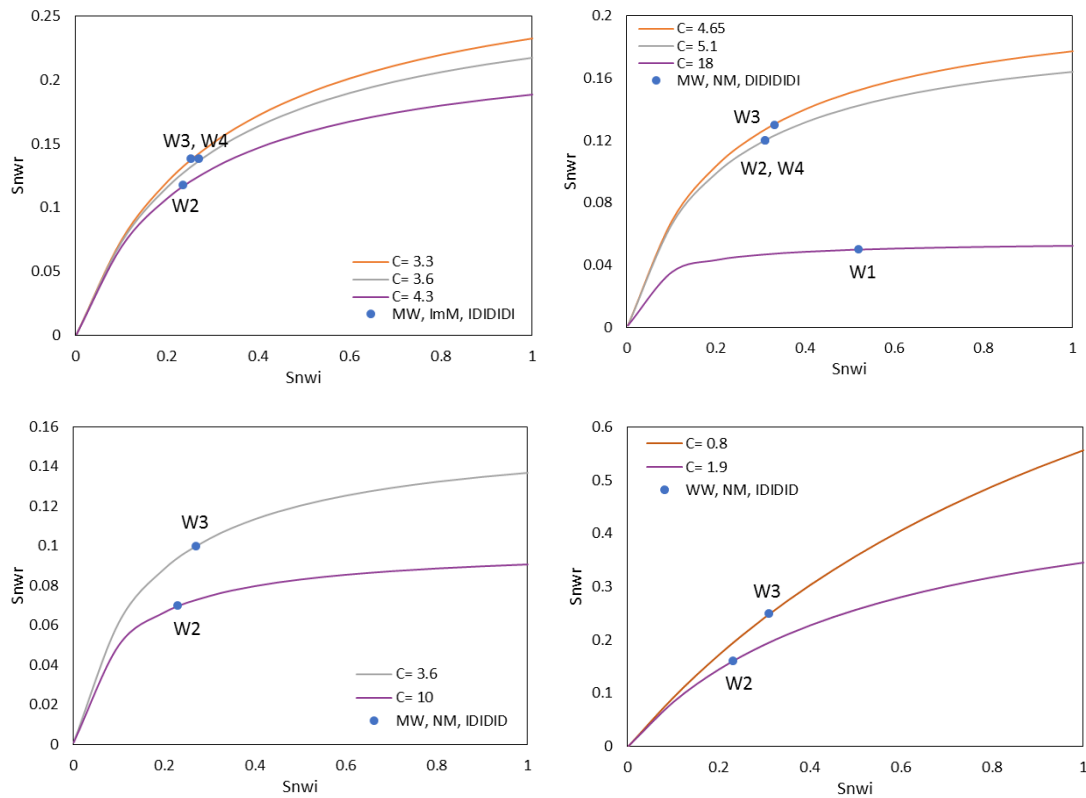 0.25
0.2
0.15
0.1
0.05
0
Snwr
W3, W4
W2
C= 3.3
C= 3.6
C= 4.3
MW, ImM, IDIDIDI
0 0.2 0.4 0.6 0.8 1
Snwi
0.2
0.16
0.12
0.08
0.04
0
Snwr
C= 4.65
C= 5.1
C= 18
MW, NM, DIDIDIDI
W3
W2, W4
W1
0 0.2 0.4 0.6 0.8 1
Snwi
0.16
0.14
0.12
0.1
0.08
0.06
0.04
0.02
0
Snwr
W3
W2
C= 3.6
C= 10
MW, NM, IDIDID
0 0.2 0.4 0.6 0.8 1
Snwi
0.6
0.5
0.4
0.3
0.2
0.1
0
Snwr
C= 0.8
C= 1.9
WW, NM, IDIDID
W3
W2
0 0.2 0.4 0.6 0.8 1
Snwi